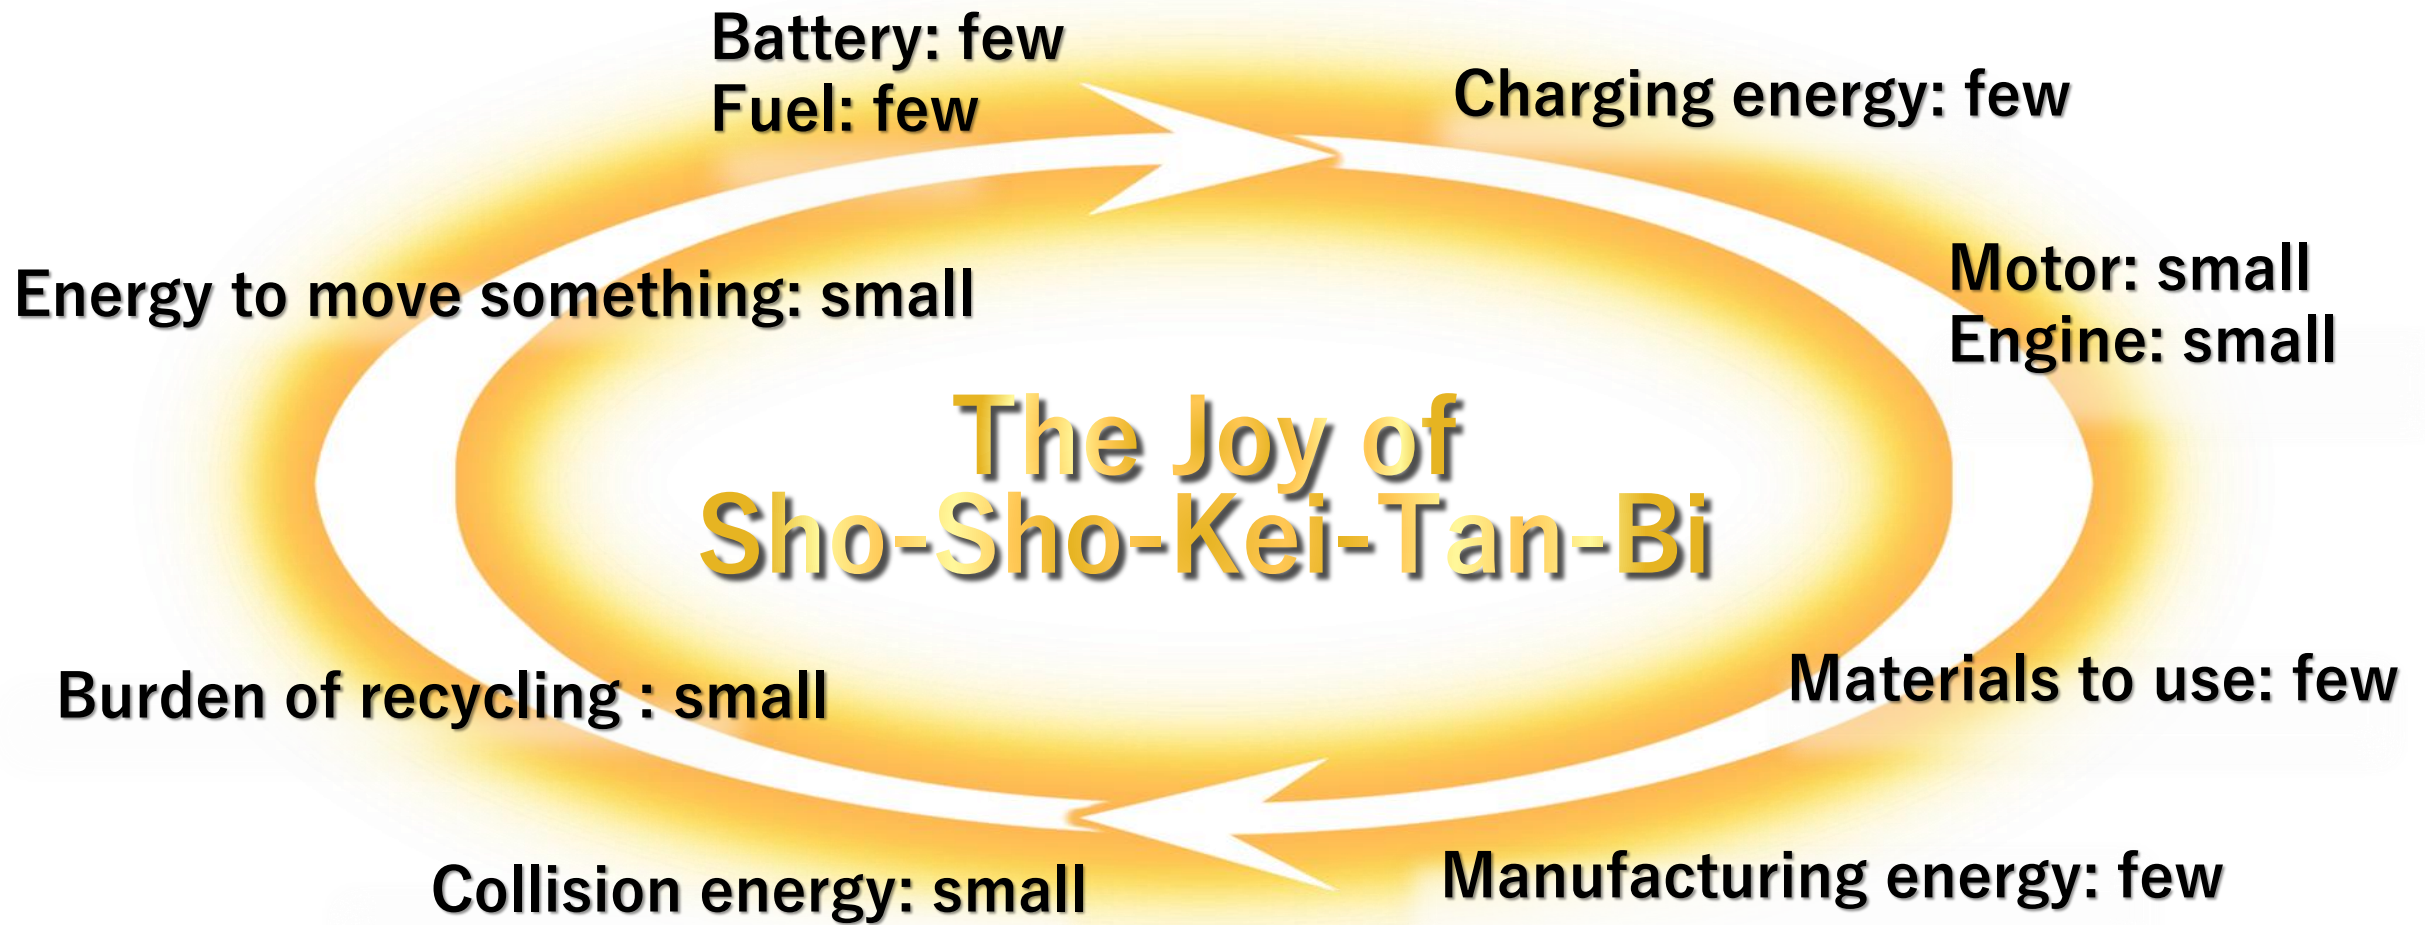 Battery: few
Fuel: few
Charging energy: few
Motor: small
Engine: small
Energy to move something: small
The Joy of
Sho-Sho-Kei-Tan-Bi
Materials to use: few
Burden of recycling : small
Manufacturing energy: few
Collision energy: small